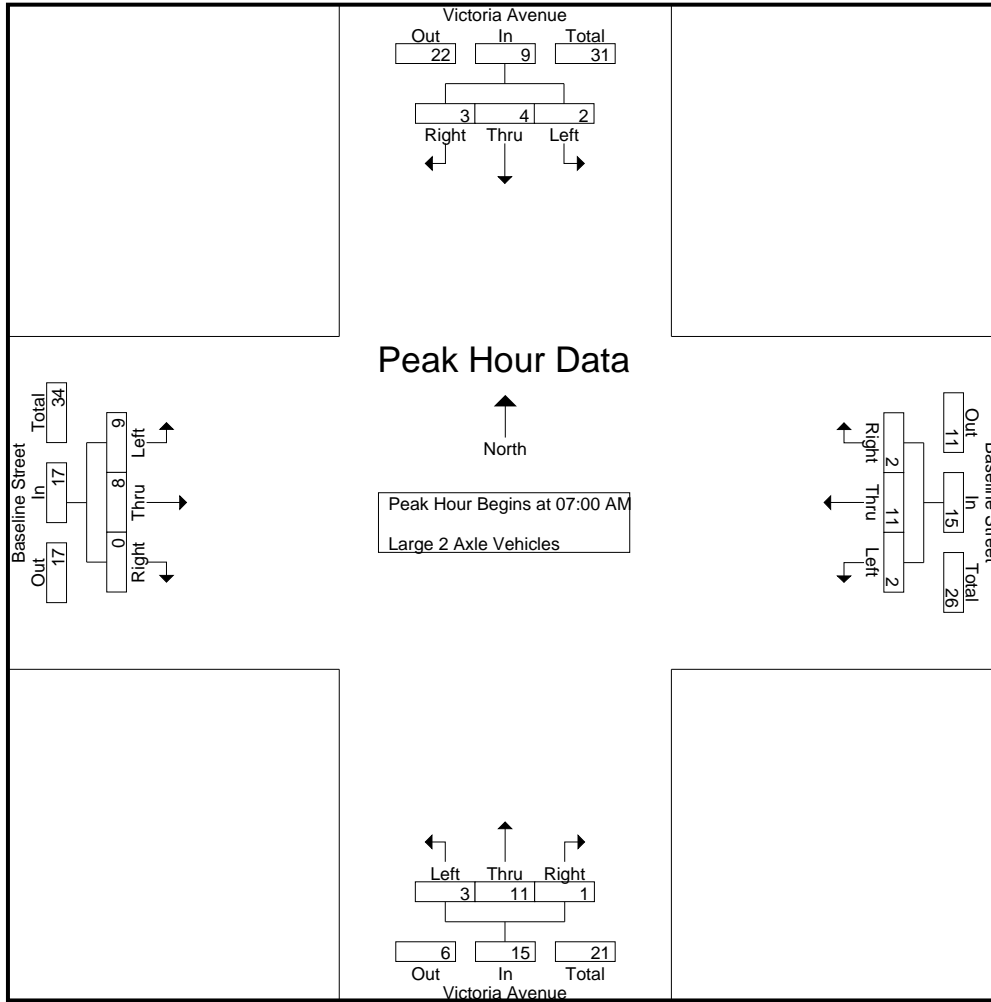 Victoria Avenue
Out In Total
22 9 31
3 4 2
Right Thru Left
Peak Hour Data
North
Peak Hour Begins at 07:00 AM
Large 2 Axle Vehicles
Baseline Street
Total In Out
34 17 17
9 8 0
Left Thru Right
Right Thru Left
2 11 2
Out In Total
11 15 26
Baseline Street
Left Thru Right
3 11 1
6 15 21
Out In Total
Victoria Avenue